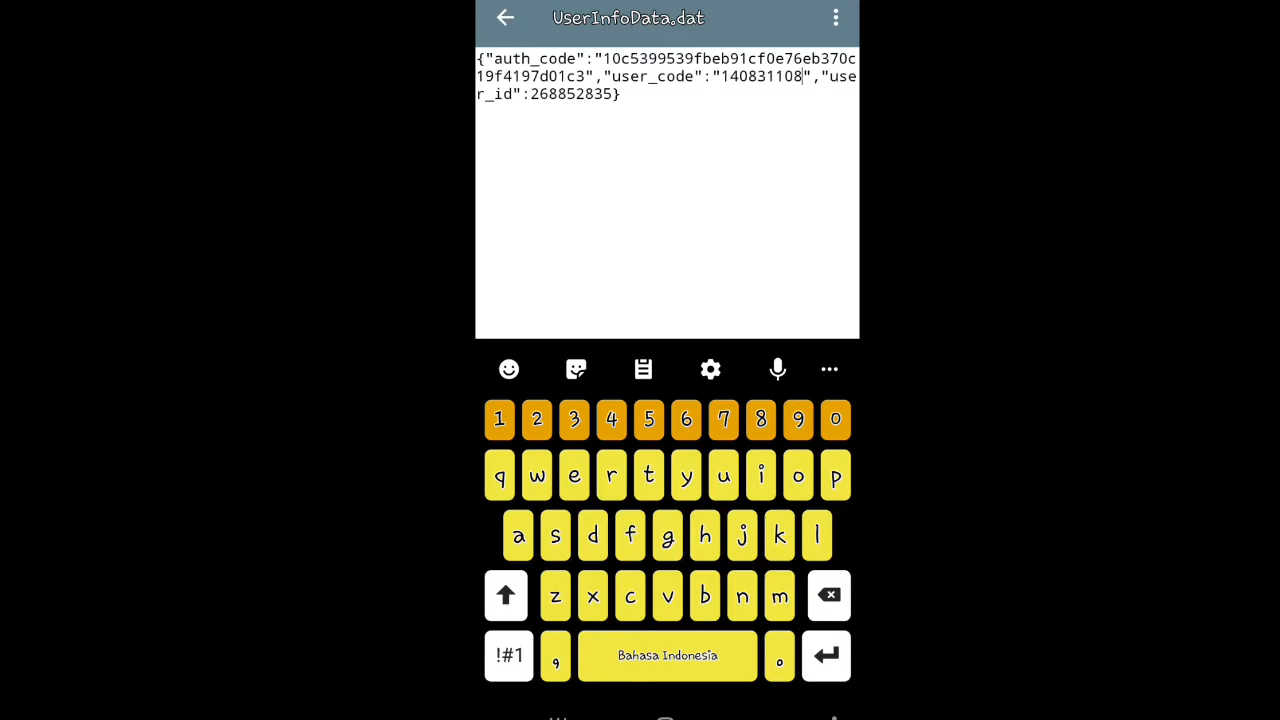 UserInfoData.dat
{"auth_code":"10c5399539fbeb91cf0e76eb370c
19f4197d01c3","user_code":"140831108","use
r_id":268852835}
1 2 3 4 5 6 7 8 9 0
q w e r t y u i o p
a s d f g h j k l
z x c v b n m
!#1 , Bahasa Indonesia .